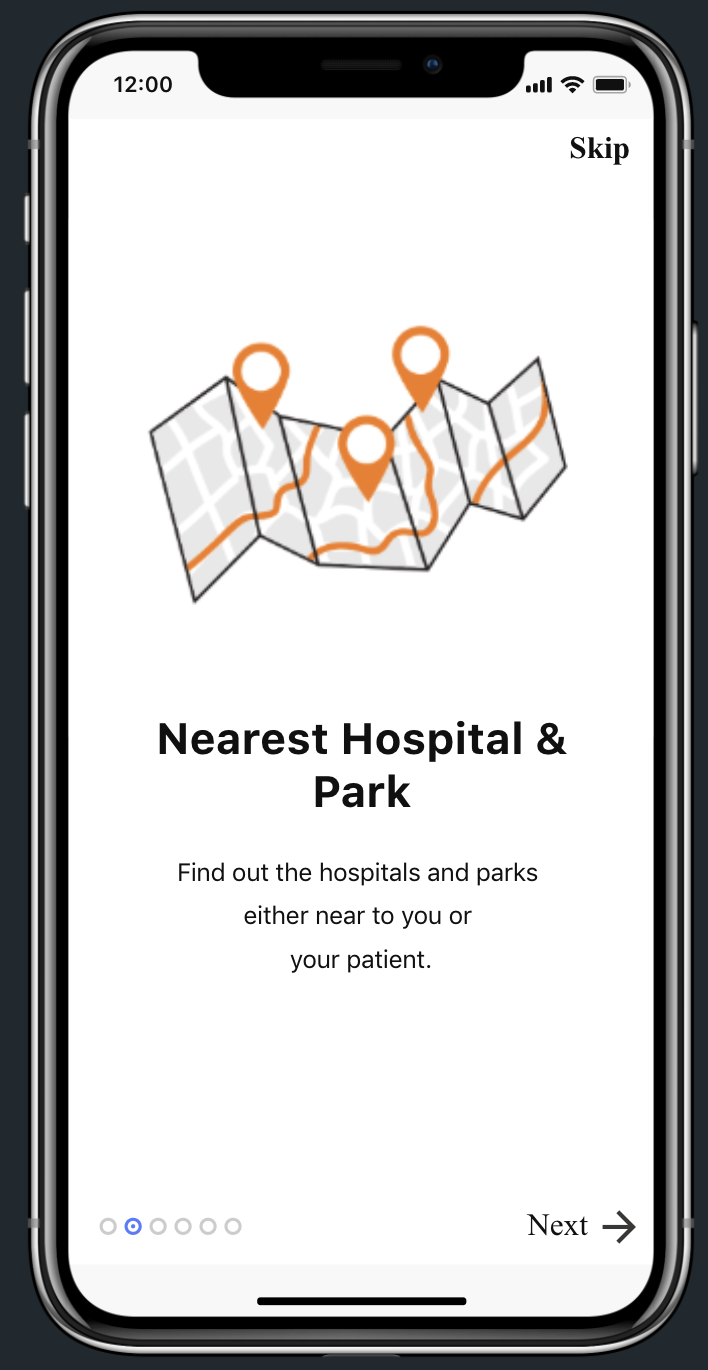 12:00
Skip
Nearest Hospital &
Park
Find out the hospitals and parks
either near to you or
your patient.
Next